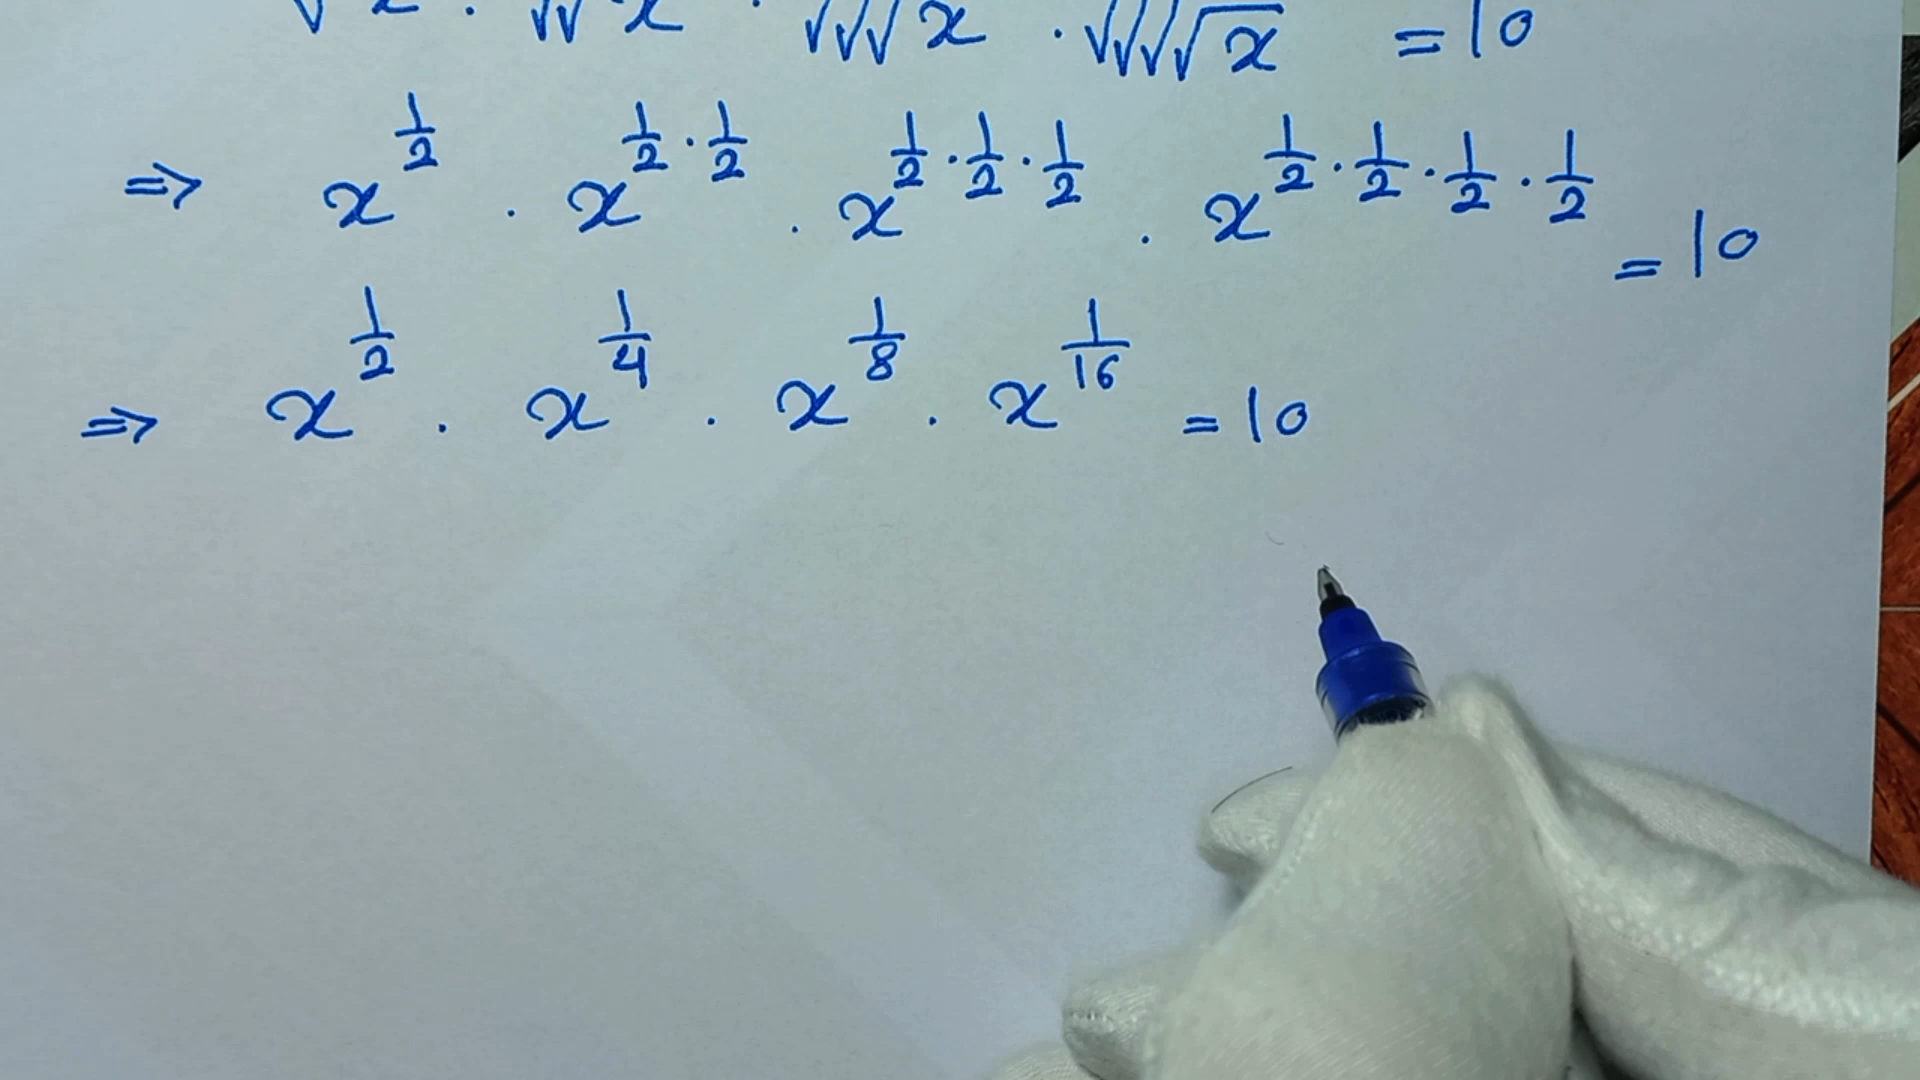 √x · √√x · √√√x · √√√√x = 10
⇒ x^(1/2) · x^(1/2 · 1/2) · x^(1/2 · 1/2 · 1/2) · x^(1/2 · 1/2 · 1/2 · 1/2) = 10
⇒ x^(1/2) · x^(1/4) · x^(1/8) · x^(1/16) = 10